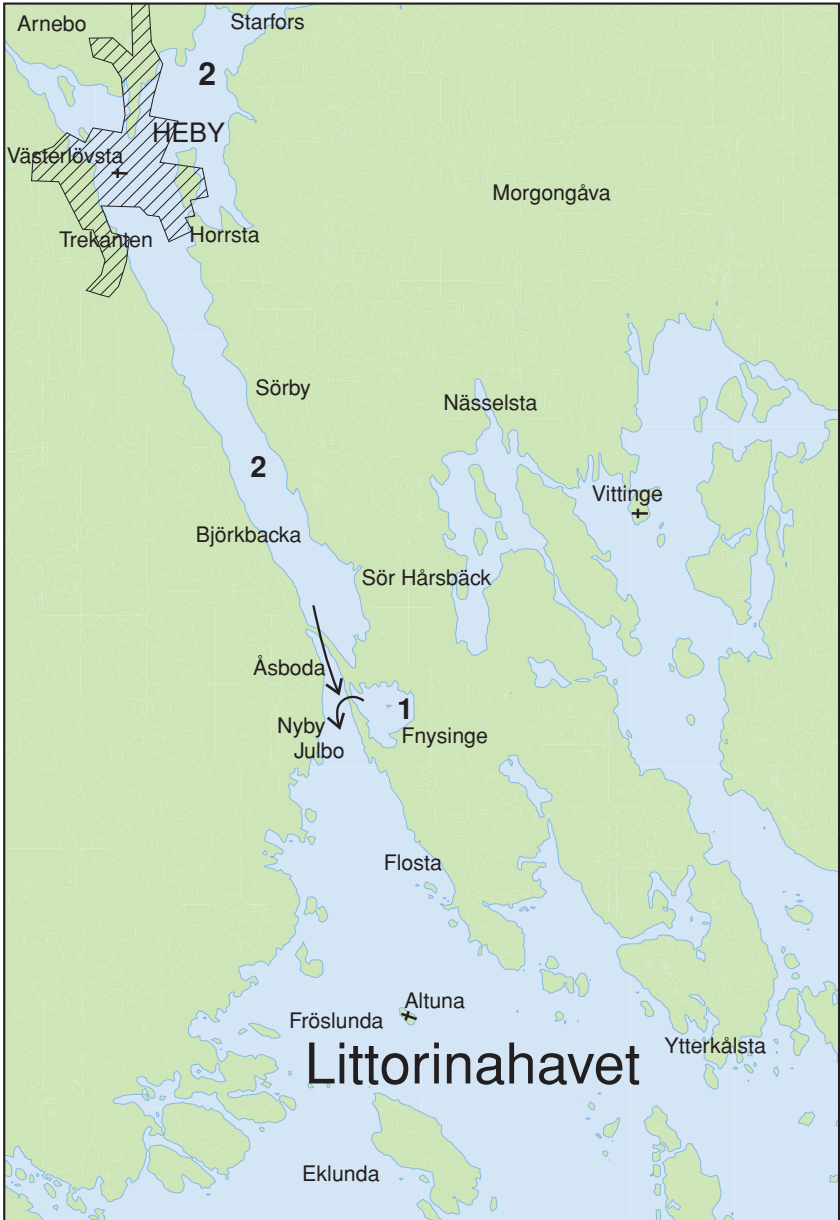 Arnebo
Starfors
2
HEBY
Västerlövsta
Morgongåva
Trekanten
Horrsta
Sörby
Nässelsta
2
Vittinge
Björkbacka
Sör Hårsbäck
Åsboda
1
Nyby
Fnysinge
Julbo
Flosta
Altuna
Fröslunda
Ytterkålsta
Littorinahavet
Eklunda